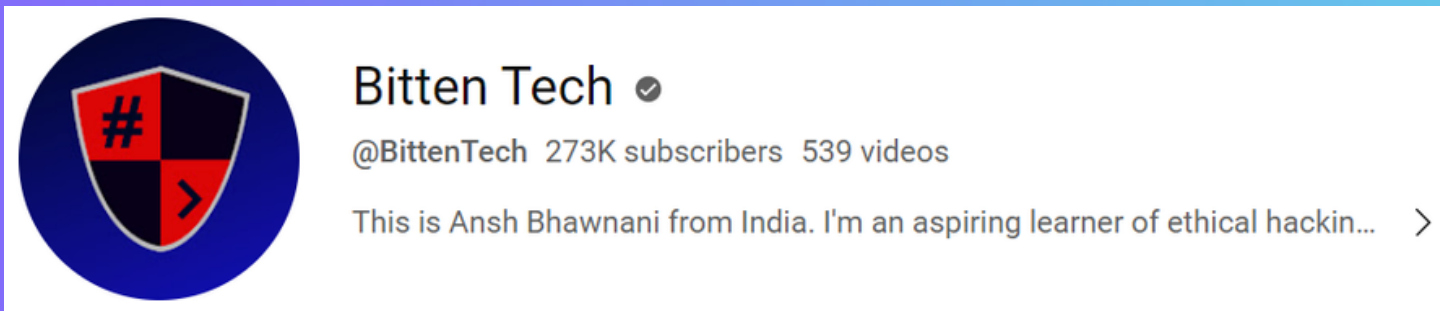 #
>
Bitten Tech
@BittenTech 273K subscribers 539 videos
This is Ansh Bhawnani from India. I'm an aspiring learner of ethical hackin...